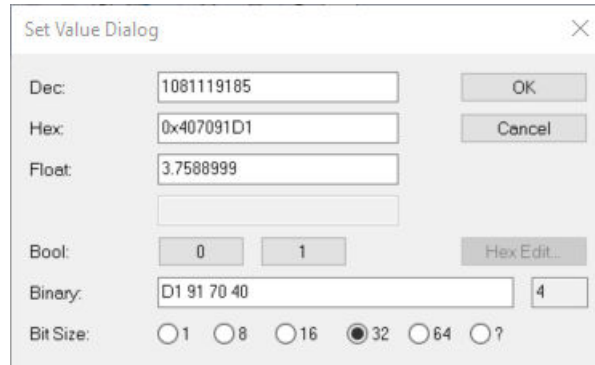 Set Value Dialog
Dec: 1081119185 OK
Hex: 0x407091D1 Cancel
Float: 3.7588999
Bool: 0 1 Hex Edit...
Binary: D1 91 70 40 4
Bit Size: 1 8 16 32 64 ?